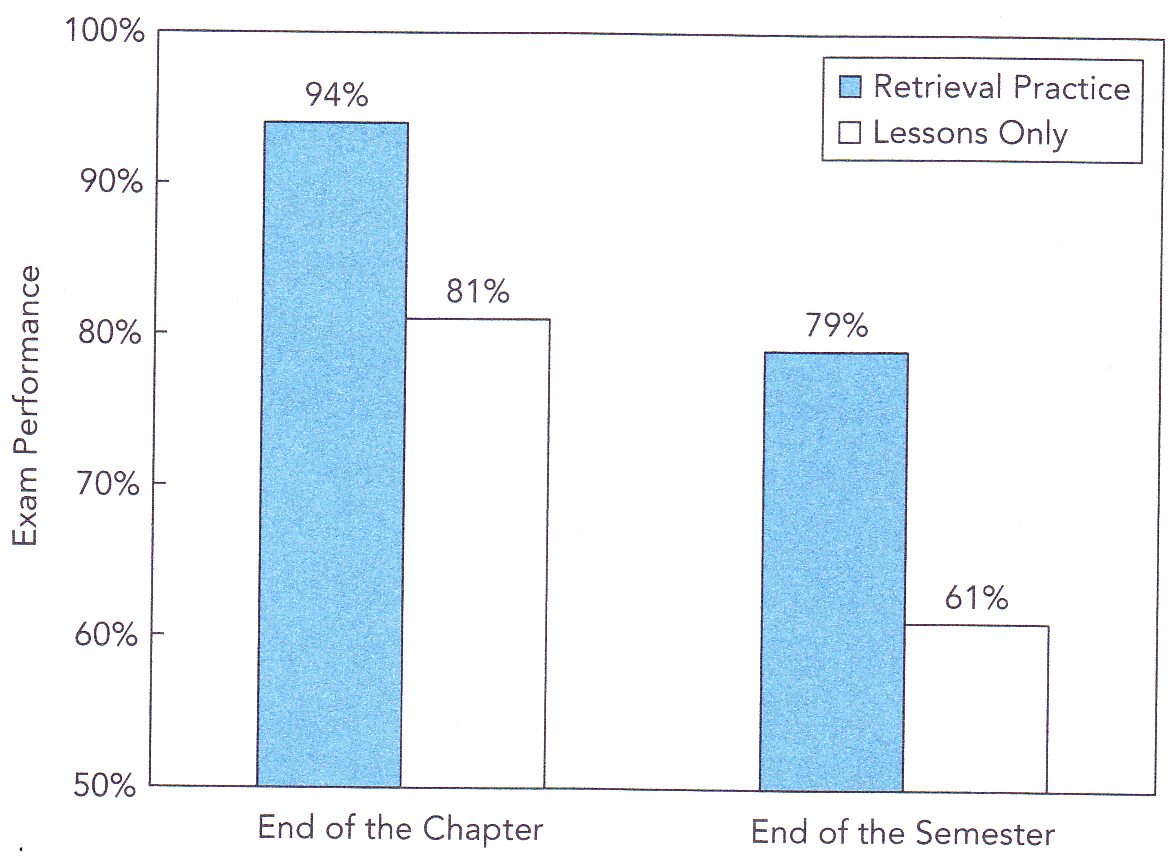 100%
90%
80%
70%
60%
50%
Exam Performance
94%
81%
79%
61%
Retrieval Practice
Lessons Only
End of the Chapter
End of the Semester